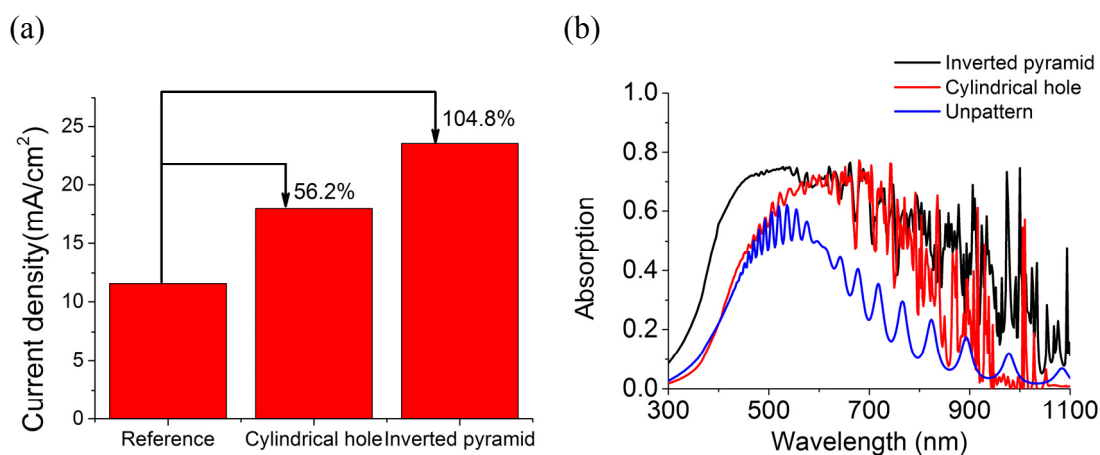 (a)
(b)
Current density(mA/cm²)
25
20
15
10
5
0
104.8%
56.2%
Reference
Cylindrical hole
Inverted pyramid
Inverted pyramid
Cylindrical hole
Unpattern
Absorption
1.0
0.8
0.6
0.4
0.2
0.0
300 500 700 900 1100
Wavelength (nm)